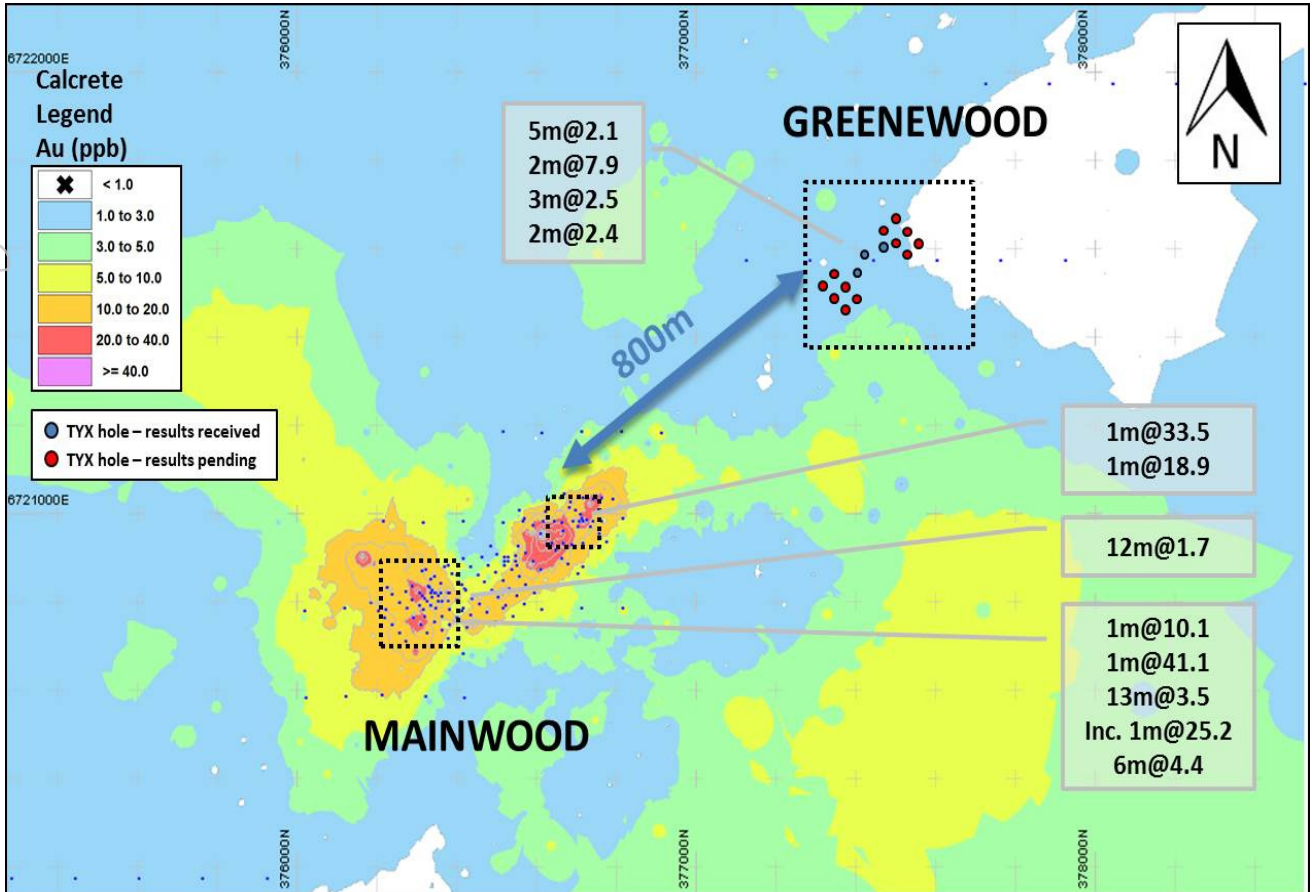 376000N
377000N
378000N
6722000E
Calcrete
Legend
Au (ppb)
< 1.0
1.0 to 3.0
3.0 to 5.0
5.0 to 10.0
10.0 to 20.0
20.0 to 40.0
>= 40.0
TYX hole – results received
TYX hole – results pending
5m@2.1
2m@7.9
3m@2.5
2m@2.4
GREENEWOOD
N
800m
6721000E
1m@33.5
1m@18.9
12m@1.7
1m@10.1
1m@41.1
13m@3.5
Inc. 1m@25.2
6m@4.4
MAINWOOD
376000N
377000N
378000N